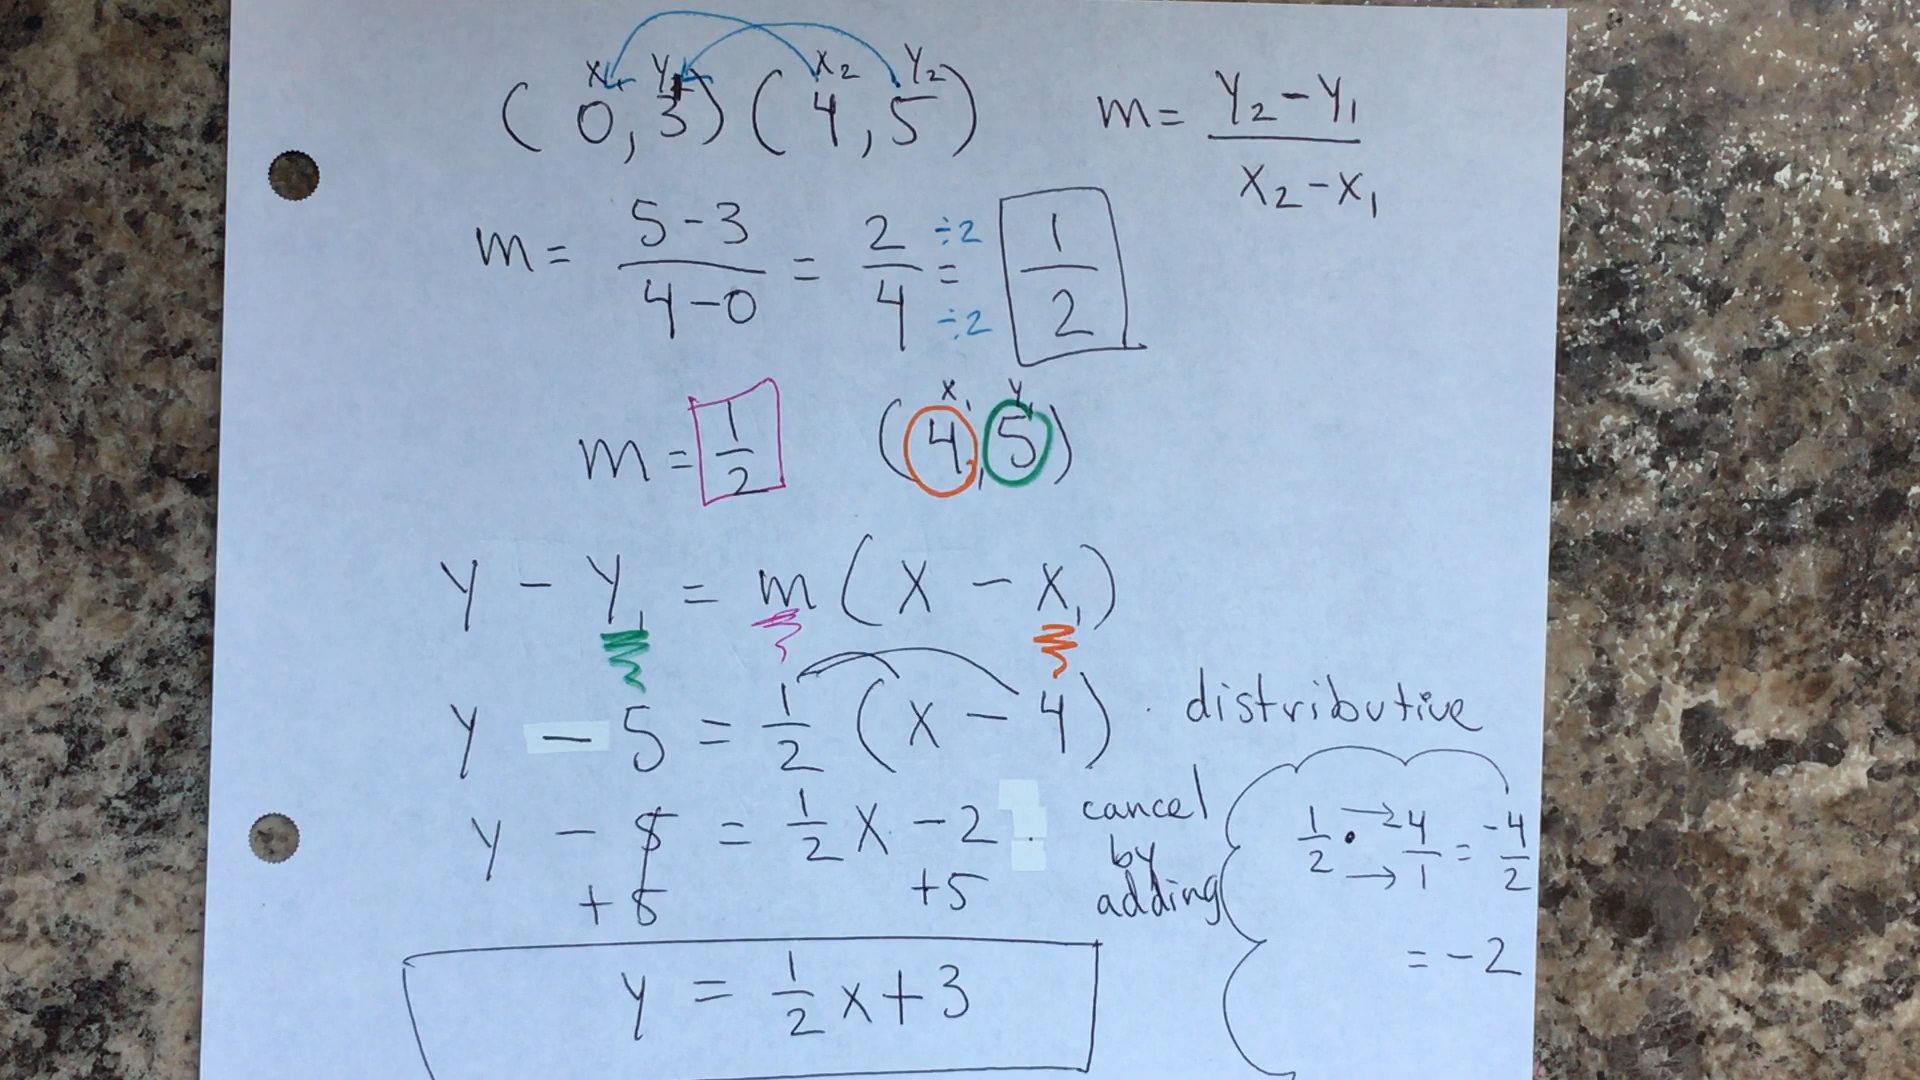 x₁ y₁ x₂ y₂
(0,3)(4,5)
m = (y₂-y₁)/(x₂-x₁)
m = (5-3)/(4-0) = 2/4 ÷2 ÷2 = 1/2
x₁ y₁
m = 1/2 (4,5)
y - y₁ = m(x - x₁)
y - 5 = 1/2 (x - 4) . distributive
y - 5 = 1/2 x - 2 .
+ 5 +5
cancel
by
adding
1/2 • → -4/1 → = -4/2
= -2
y = 1/2 x + 3